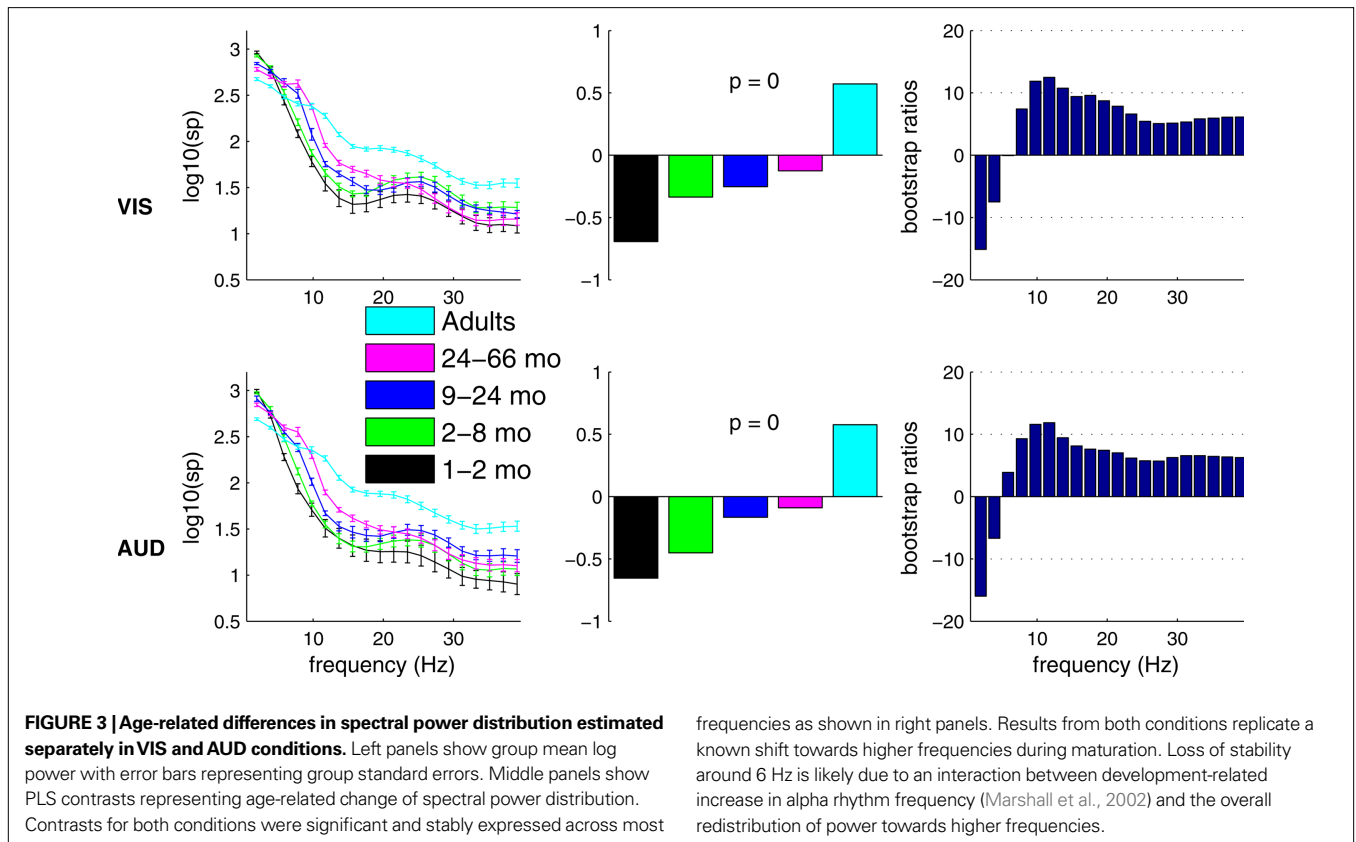 VIS
log10(sp)
3
2.5
2
1.5
1
0.5
10 20 30
1
0.5
0
−0.5
−1
p = 0
bootstrap ratios
20
10
0
−10
−20
10 20 30
Adults
24−66 mo
9−24 mo
2−8 mo
1−2 mo
AUD
log10(sp)
3
2.5
2
1.5
1
0.5
10 20 30
frequency (Hz)
1
0.5
0
−0.5
−1
p = 0
bootstrap ratios
20
10
0
−10
−20
10 20 30
frequency (Hz)
FIGURE 3 | Age-related differences in spectral power distribution estimated
separately in VIS and AUD conditions. Left panels show group mean log
power with error bars representing group standard errors. Middle panels show
PLS contrasts representing age-related change of spectral power distribution.
Contrasts for both conditions were significant and stably expressed across most
frequencies as shown in right panels. Results from both conditions replicate a
known shift towards higher frequencies during maturation. Loss of stability
around 6 Hz is likely due to an interaction between development-related
increase in alpha rhythm frequency (Marshall et al., 2002) and the overall
redistribution of power towards higher frequencies.